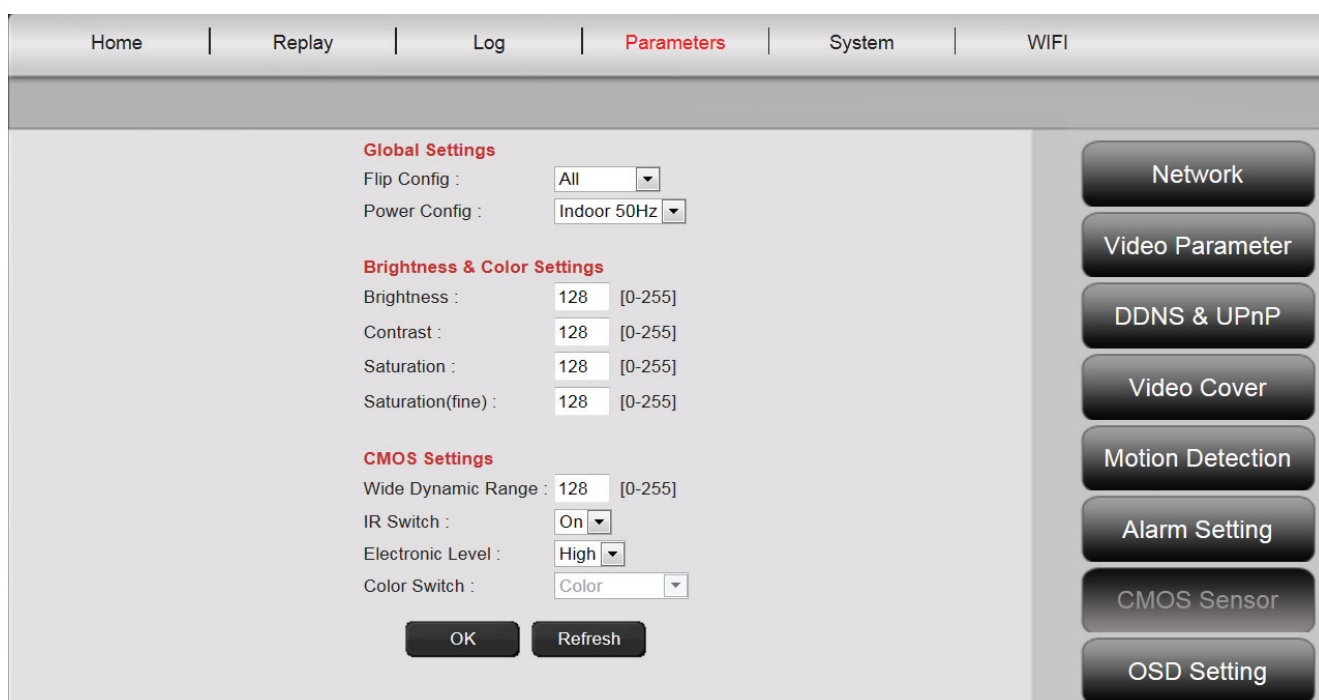 Home | Replay | Log | Parameters | System | WIFI
Global Settings
Flip Config : All
Power Config : Indoor 50Hz
Brightness & Color Settings
Brightness : 128 [0-255]
Contrast : 128 [0-255]
Saturation : 128 [0-255]
Saturation(fine) : 128 [0-255]
CMOS Settings
Wide Dynamic Range : 128 [0-255]
IR Switch : On
Electronic Level : High
Color Switch : Color
OK Refresh
Network
Video Parameter
DDNS & UPnP
Video Cover
Motion Detection
Alarm Setting
CMOS Sensor
OSD Setting